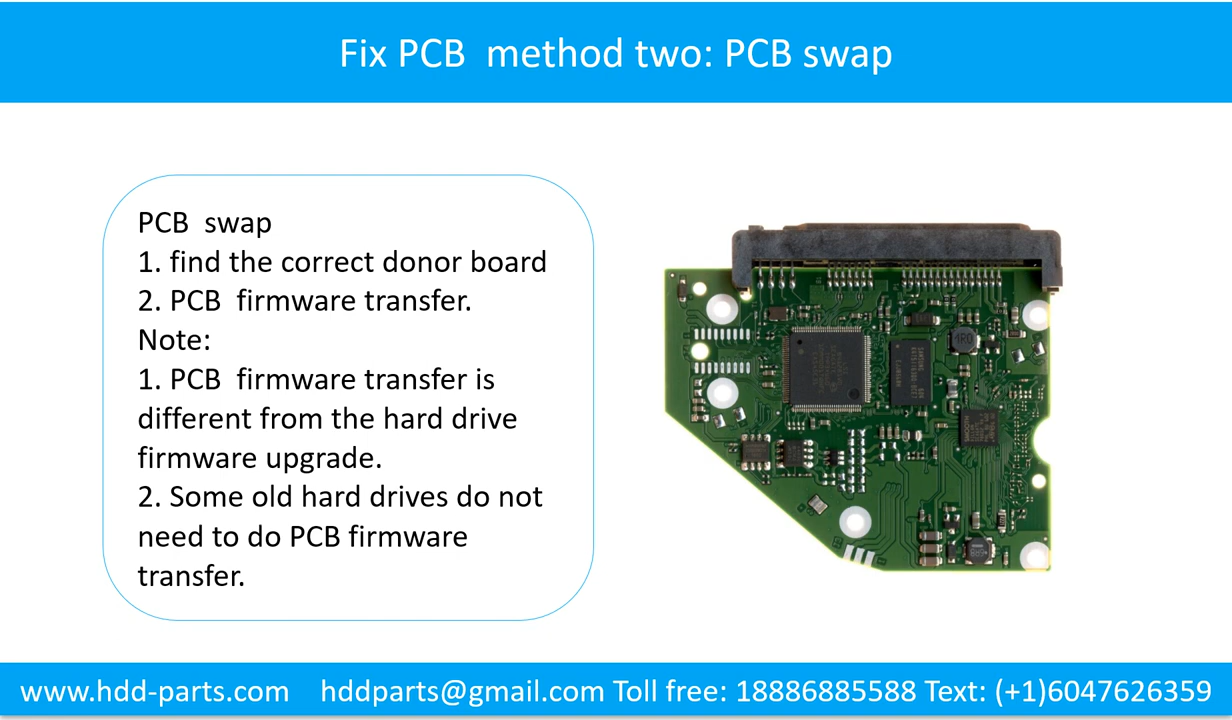 Fix PCB  method two: PCB swap
PCB  swap
1. find the correct donor board
2. PCB  firmware transfer.
Note:
1. PCB  firmware transfer is
different from the hard drive
firmware upgrade.
2. Some old hard drives do not
need to do PCB firmware
transfer.
1R0
www.hdd-parts.com    hddparts@gmail.com Toll free: 18886885588 Text: (+1)6047626359